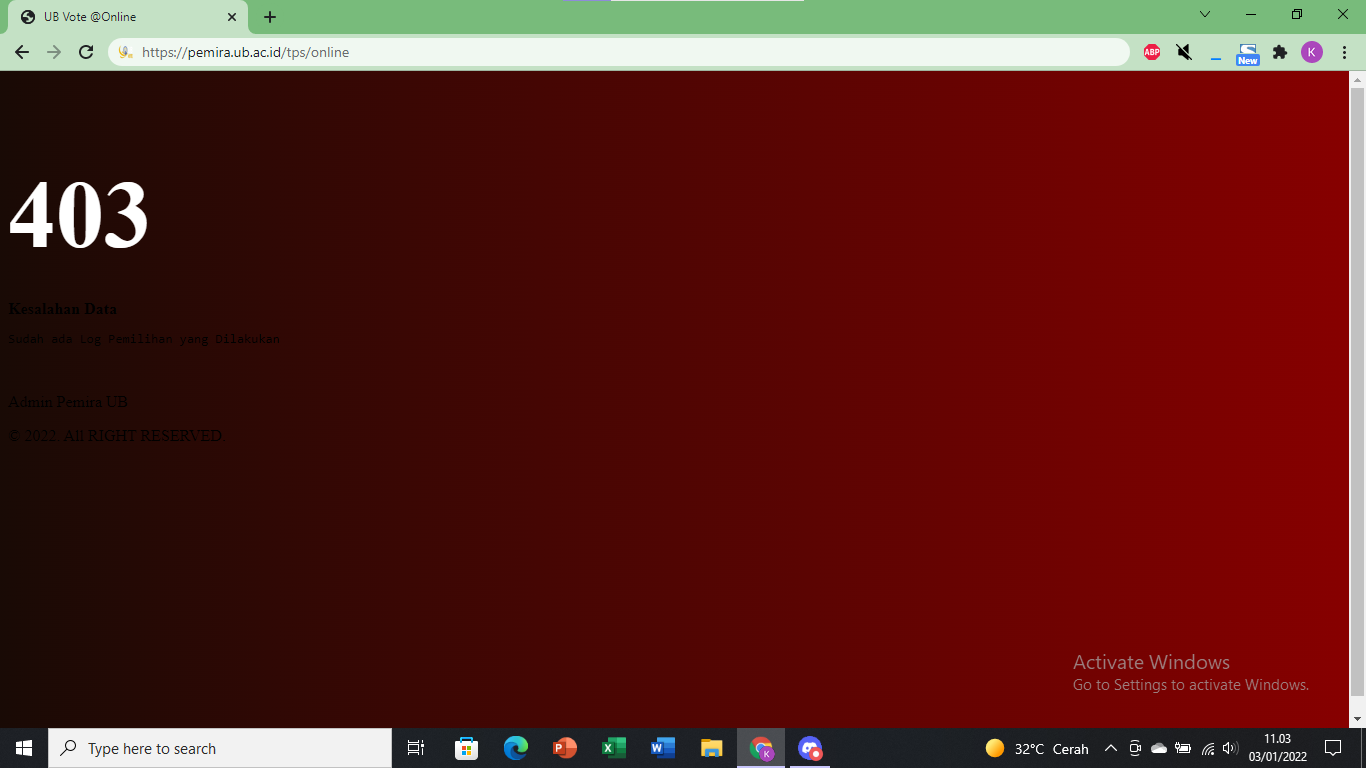 UB Vote @Online
https://pemira.ub.ac.id/tps/online
ABP
New
K
403
Kesalahan Data
Sudah ada Log Pemilihan yang Dilakukan
Admin Pemira UB
© 2022. All RIGHT RESERVED.
Activate Windows
Go to Settings to activate Windows.
Type here to search
32°C Cerah
11.03
03/01/2022